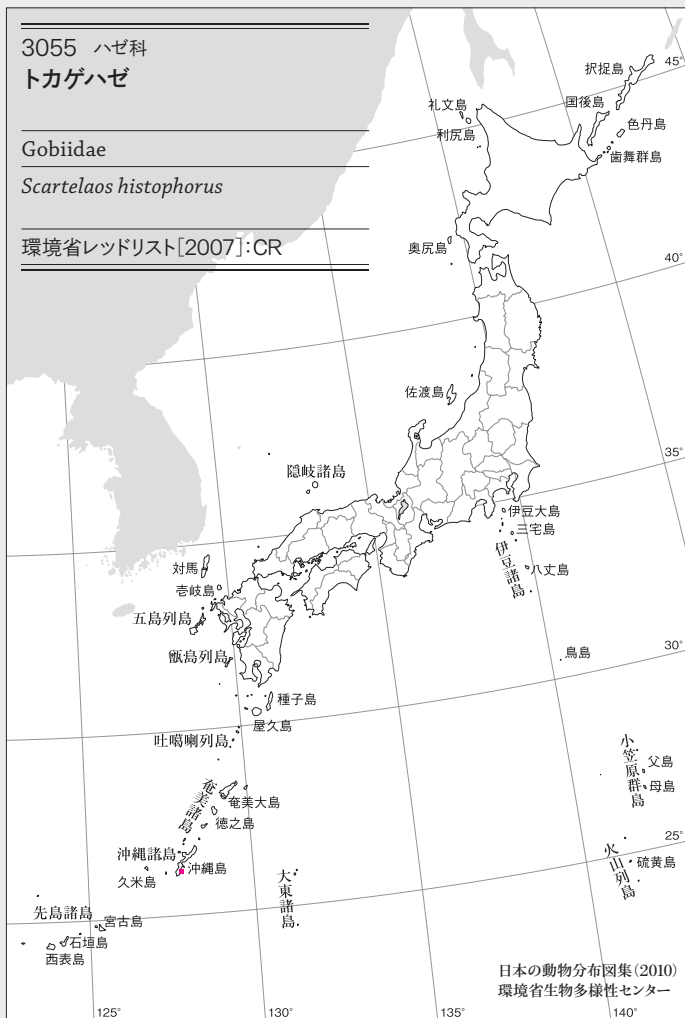 3055 ハゼ科
トカゲハゼ
Gobiidae
Scartelaos histophorus
環境省レッドリスト[2007]:CR
択捉島
45°
国後島
礼文島
色丹島
利尻島
歯舞群島
奥尻島
40°
佐渡島
35°
隠岐諸島
伊豆大島
三宅島
伊豆諸島
八丈島
対馬
壱岐島
五島列島
甑島列島
鳥島
30°
種子島
屋久島
吐噶喇列島
小笠原群島
父島
母島
奄美諸島
奄美大島
徳之島
25°
沖縄諸島
沖縄島
久米島
火山列島
硫黄島
大東諸島
先島諸島
宮古島
石垣島
西表島
日本の動物分布図集(2010)
環境省生物多様性センター
125°
130°
135°
140°